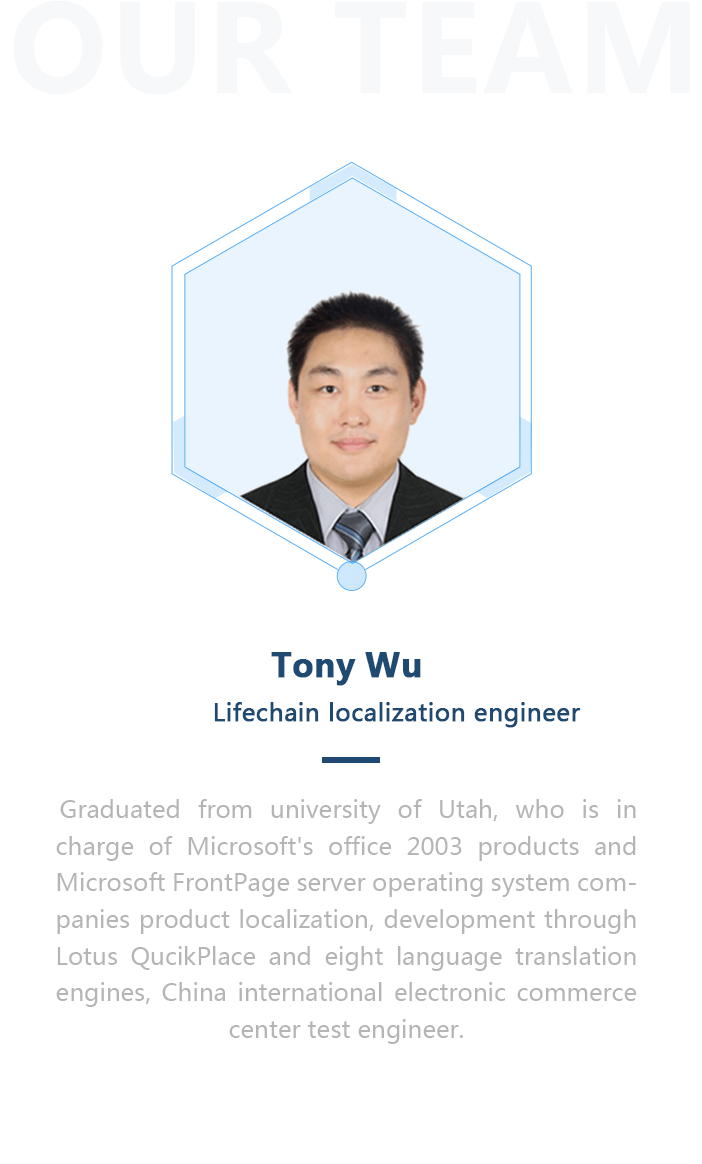 OUR TEAM
Tony Wu
Lifechain localization engineer
Graduated from university of Utah, who is in
charge of Microsoft's office 2003 products and
Microsoft FrontPage server operating system com-
panies product localization, development through
Lotus QucikPlace and eight language translation
engines, China international electronic commerce
center test engineer.